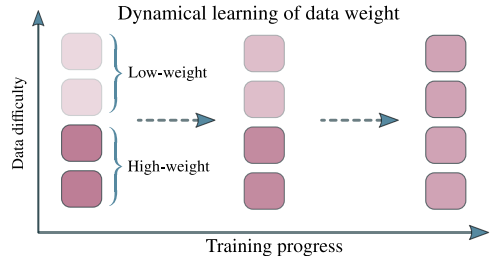 Dynamical learning of data weight
Data difficulty
Low-weight
High-weight
Training progress